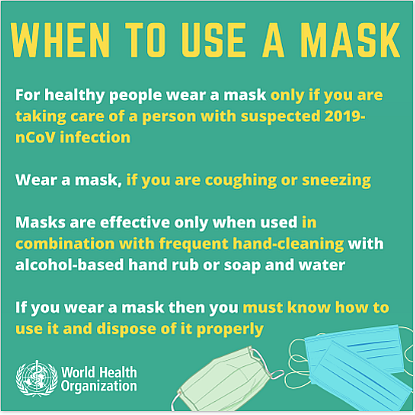 WHEN TO USE A MASK
For healthy people wear a mask only if you are
taking care of a person with suspected 2019-
nCoV infection
Wear a mask, if you are coughing or sneezing
Masks are effective only when used in
combination with frequent hand-cleaning with
alcohol-based hand rub or soap and water
If you wear a mask then you must know how to
use it and dispose of it properly
World Health
Organization